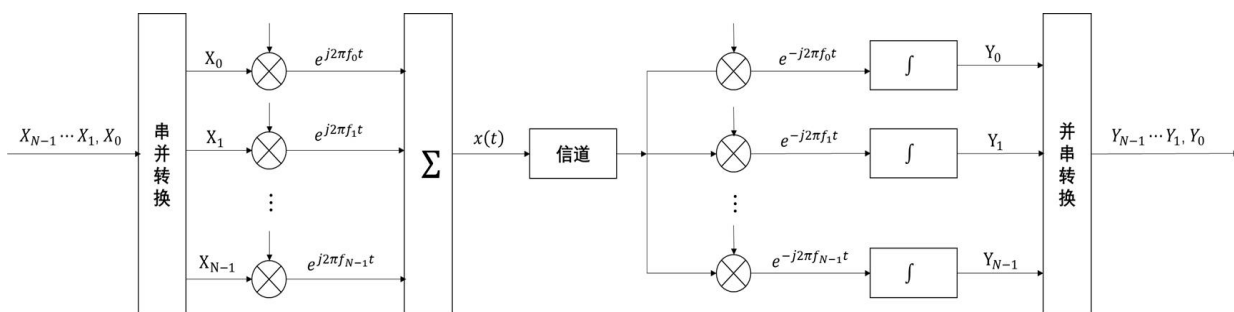 X_{N-1} ⋯ X_1, X_0
串并转换
X_0
e^{j2πf_0t}
X_1
e^{j2πf_1t}
⋮
X_{N-1}
e^{j2πf_{N-1}t}
Σ
x(t)
信道
e^{-j2πf_0t}
∫
Y_0
e^{-j2πf_1t}
∫
Y_1
⋮
e^{-j2πf_{N-1}t}
∫
Y_{N-1}
并串转换
Y_{N-1} ⋯ Y_1, Y_0